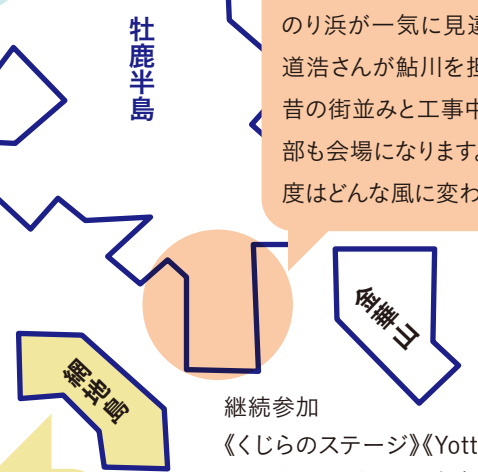 牡鹿半島
のり浜が一気に見違
道浩さんが鮎川を担
昔の街並みと工事中
部も会場になります。
度はどんな風に変わ
金華山
網地島
継続参加
《くじらのステージ》《Yott